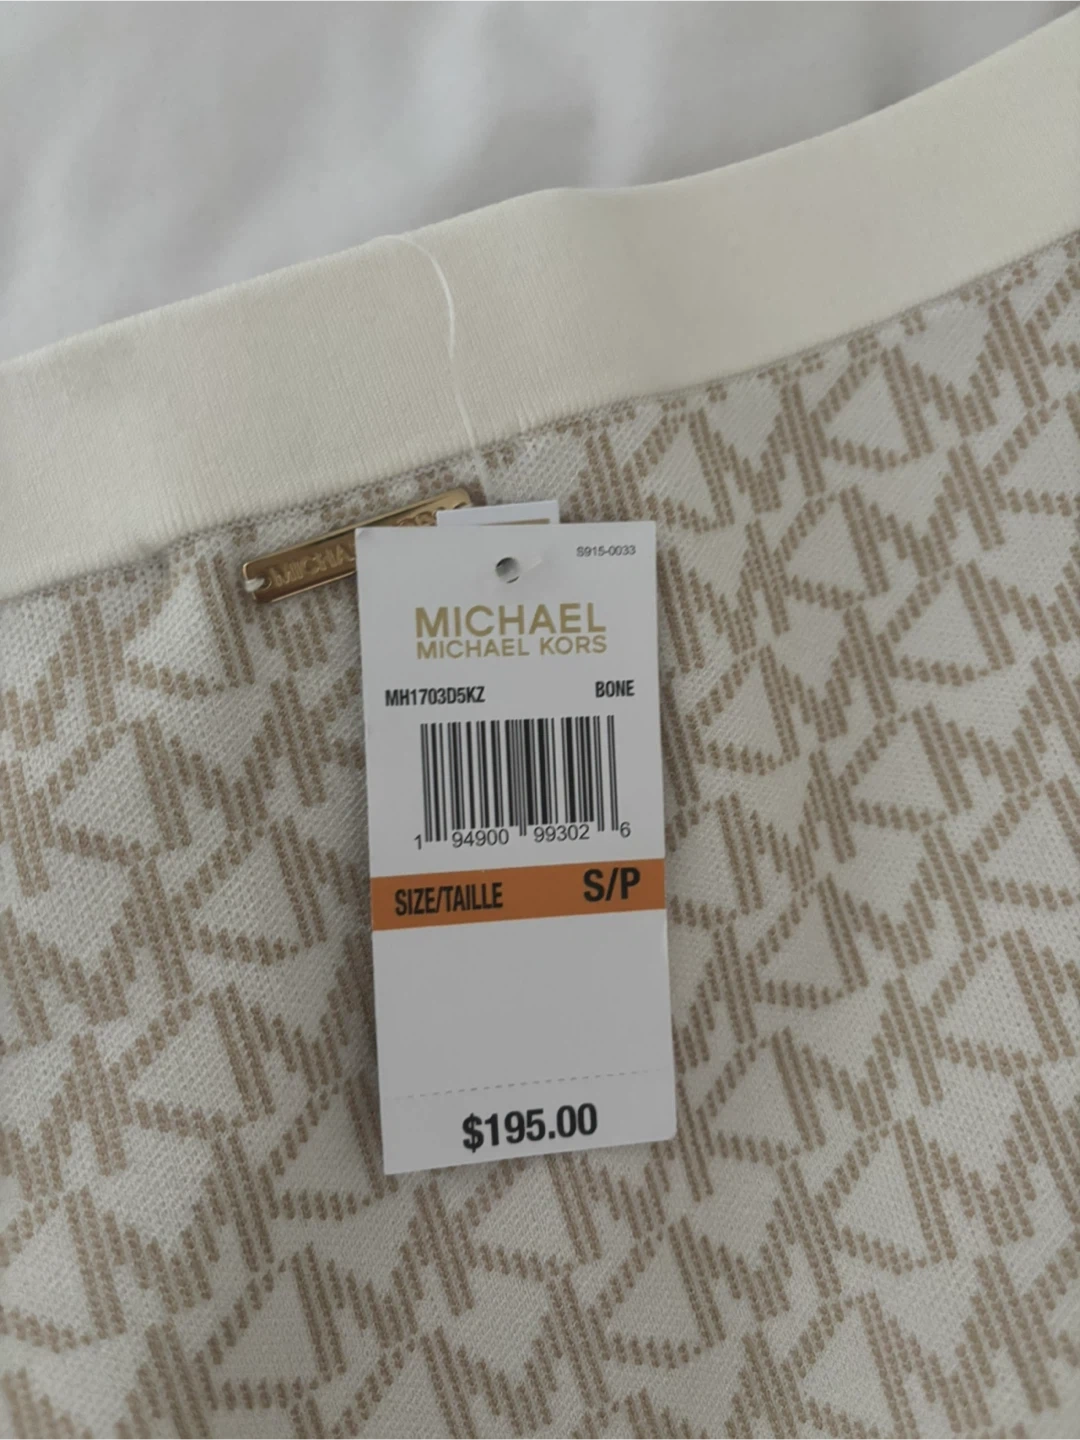 S915-0033
MICHAEL
MICHAEL KORS
MH1703D5KZ BONE
1 94900 99302 6
SIZE/TAILLE S/P
$195.00